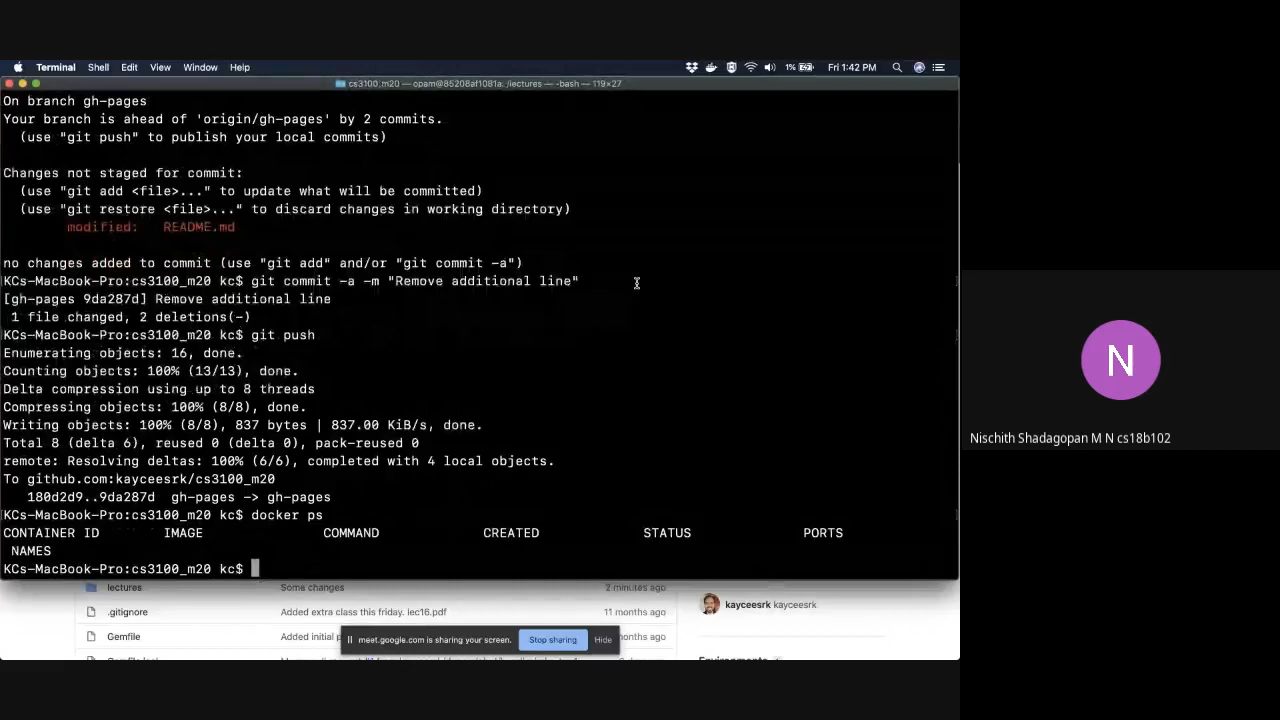 Terminal Shell Edit View Window Help 1% Fri 1:42 PM
cs3100_m20 — opam@85208af1081a: /lectures — -bash — 119×27
On branch gh-pages
Your branch is ahead of 'origin/gh-pages' by 2 commits.
(use "git push" to publish your local commits)
Changes not staged for commit:
(use "git add <file>..." to update what will be committed)
(use "git restore <file>..." to discard changes in working directory)
modified: README.md
no changes added to commit (use "git add" and/or "git commit -a")
KCs-MacBook-Pro:cs3100_m20 kc$ git commit -a -m "Remove additional line"
[gh-pages 9da287d] Remove additional line
1 file changed, 2 deletions(-)
KCs-MacBook-Pro:cs3100_m20 kc$ git push
Enumerating objects: 16, done.
Counting objects: 100% (13/13), done.
Delta compression using up to 8 threads
Compressing objects: 100% (8/8), done.
Writing objects: 100% (8/8), 837 bytes | 837.00 KiB/s, done.
Total 8 (delta 6), reused 0 (delta 0), pack-reused 0
remote: Resolving deltas: 100% (6/6), completed with 4 local objects.
To github.com:kayceesrk/cs3100_m20
180d2d9..9da287d gh-pages -> gh-pages
KCs-MacBook-Pro:cs3100_m20 kc$ docker ps
CONTAINER ID IMAGE COMMAND CREATED STATUS PORTS
NAMES
KCs-MacBook-Pro:cs3100_m20 kc$
lectures Some changes 2 minutes ago
.gitignore Added extra class this friday. lec16.pdf 11 months ago
kayceesrk kayceesrk
Gemfile Added initial months ago
meet.google.com is sharing your screen. Stop sharing Hide
N
Nischith Shadagopan M N cs18b102